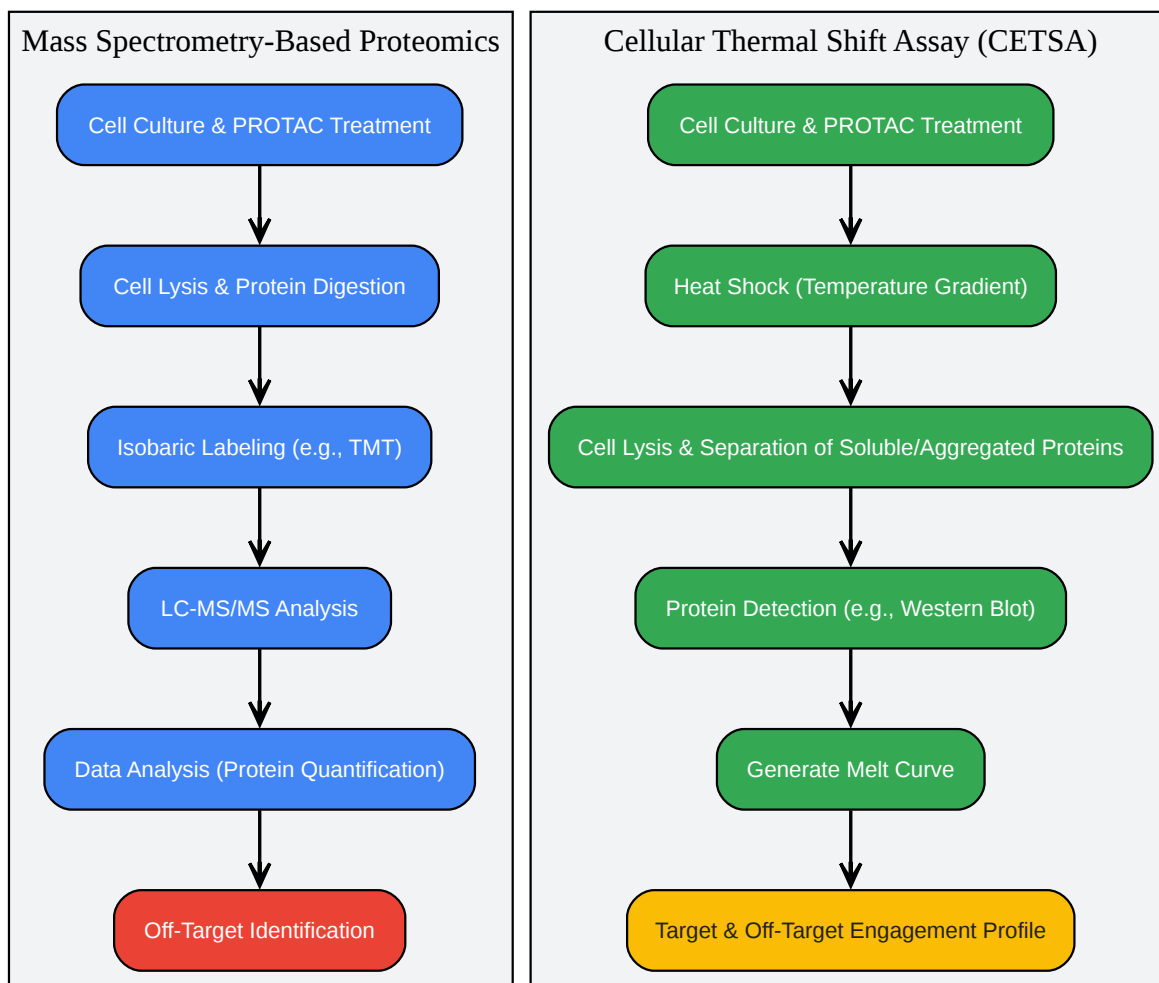 Mass Spectrometry-Based Proteomics
Cell Culture & PROTAC Treatment
Cell Lysis & Protein Digestion
Isobaric Labeling (e.g., TMT)
LC-MS/MS Analysis
Data Analysis (Protein Quantification)
Off-Target Identification
Cellular Thermal Shift Assay (CETSA)
Cell Culture & PROTAC Treatment
Heat Shock (Temperature Gradient)
Cell Lysis & Separation of Soluble/Aggregated Proteins
Protein Detection (e.g., Western Blot)
Generate Melt Curve
Target & Off-Target Engagement Profile